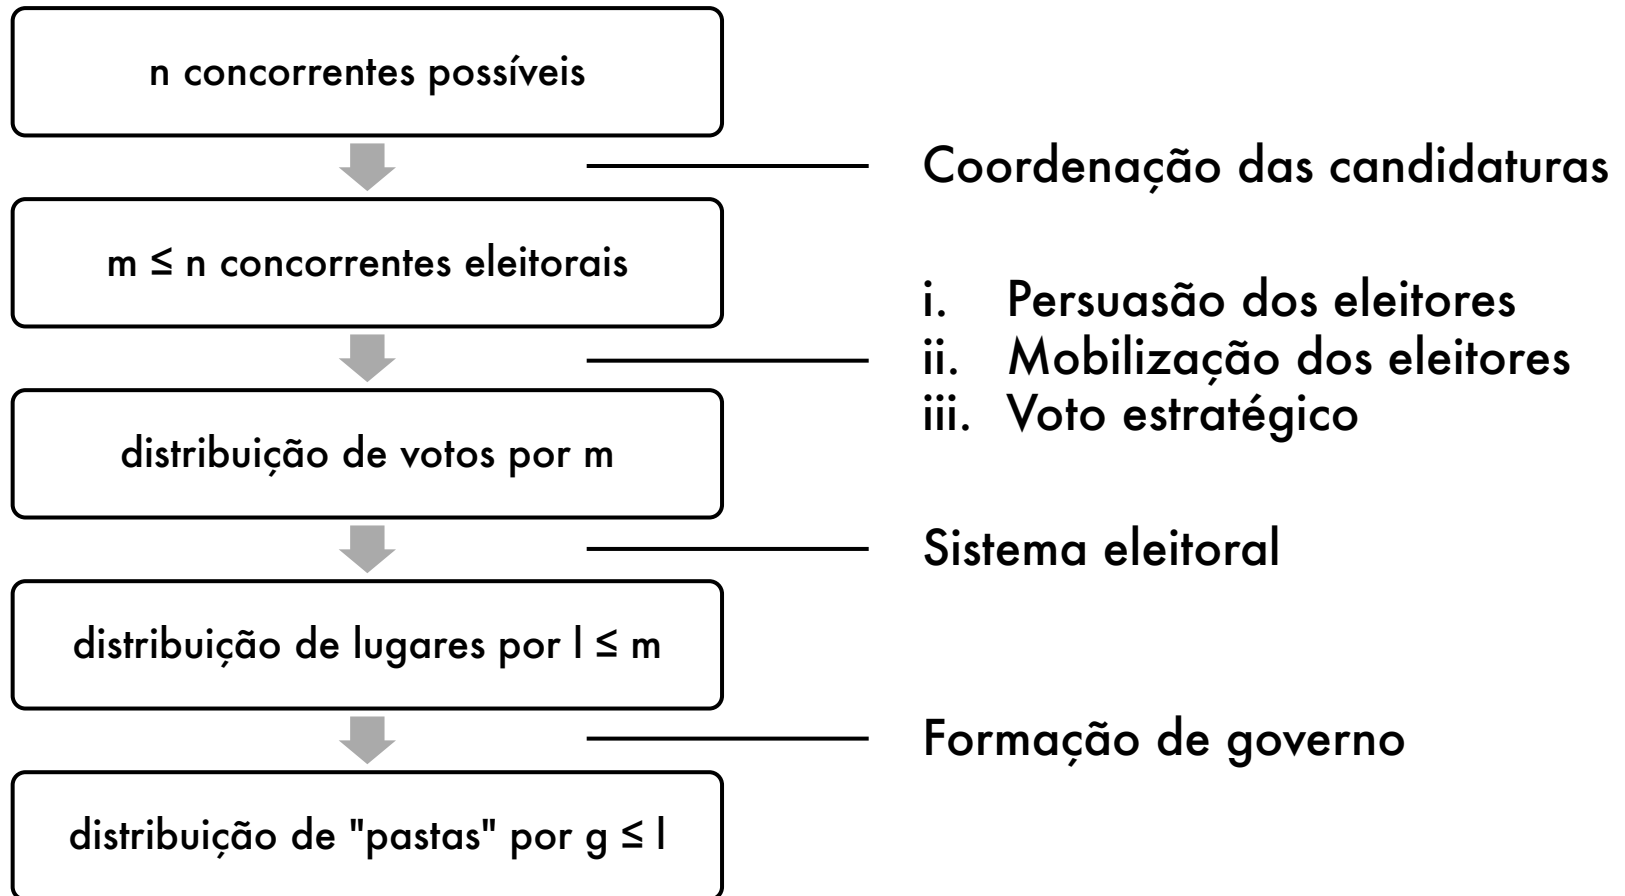 n concorrentes possíveis
Coordenação das candidaturas
m ≤ n concorrentes eleitorais
i. Persuasão dos eleitores
ii. Mobilização dos eleitores
iii. Voto estratégico
distribuição de votos por m
Sistema eleitoral
distribuição de lugares por l ≤ m
Formação de governo
distribuição de "pastas" por g ≤ l